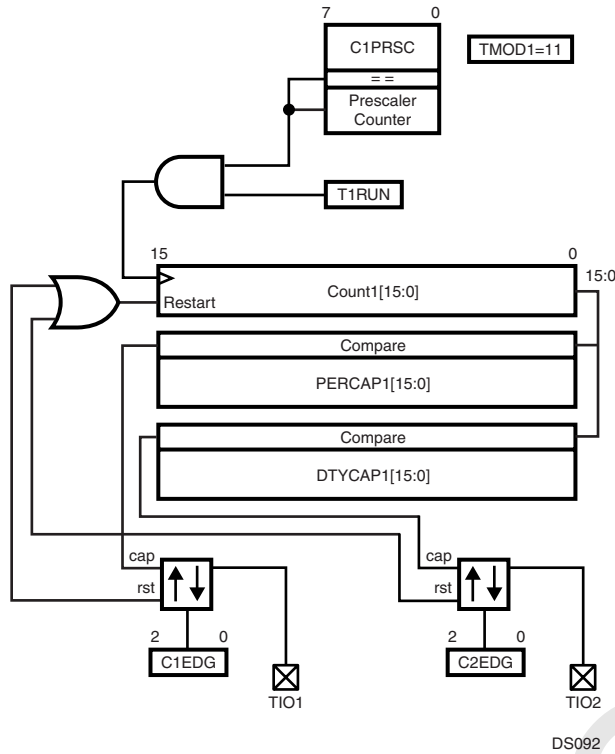 7 0
C1PRSC
TMOD1=11
= =
Prescaler
Counter
T1RUN
15 0
15:0
Count1[15:0]
Restart
Compare
PERCAP1[15:0]
Compare
DTYCAP1[15:0]
cap
cap
rst
rst
2 0
2 0
C1EDG
C2EDG
TIO1
TIO2
DS092